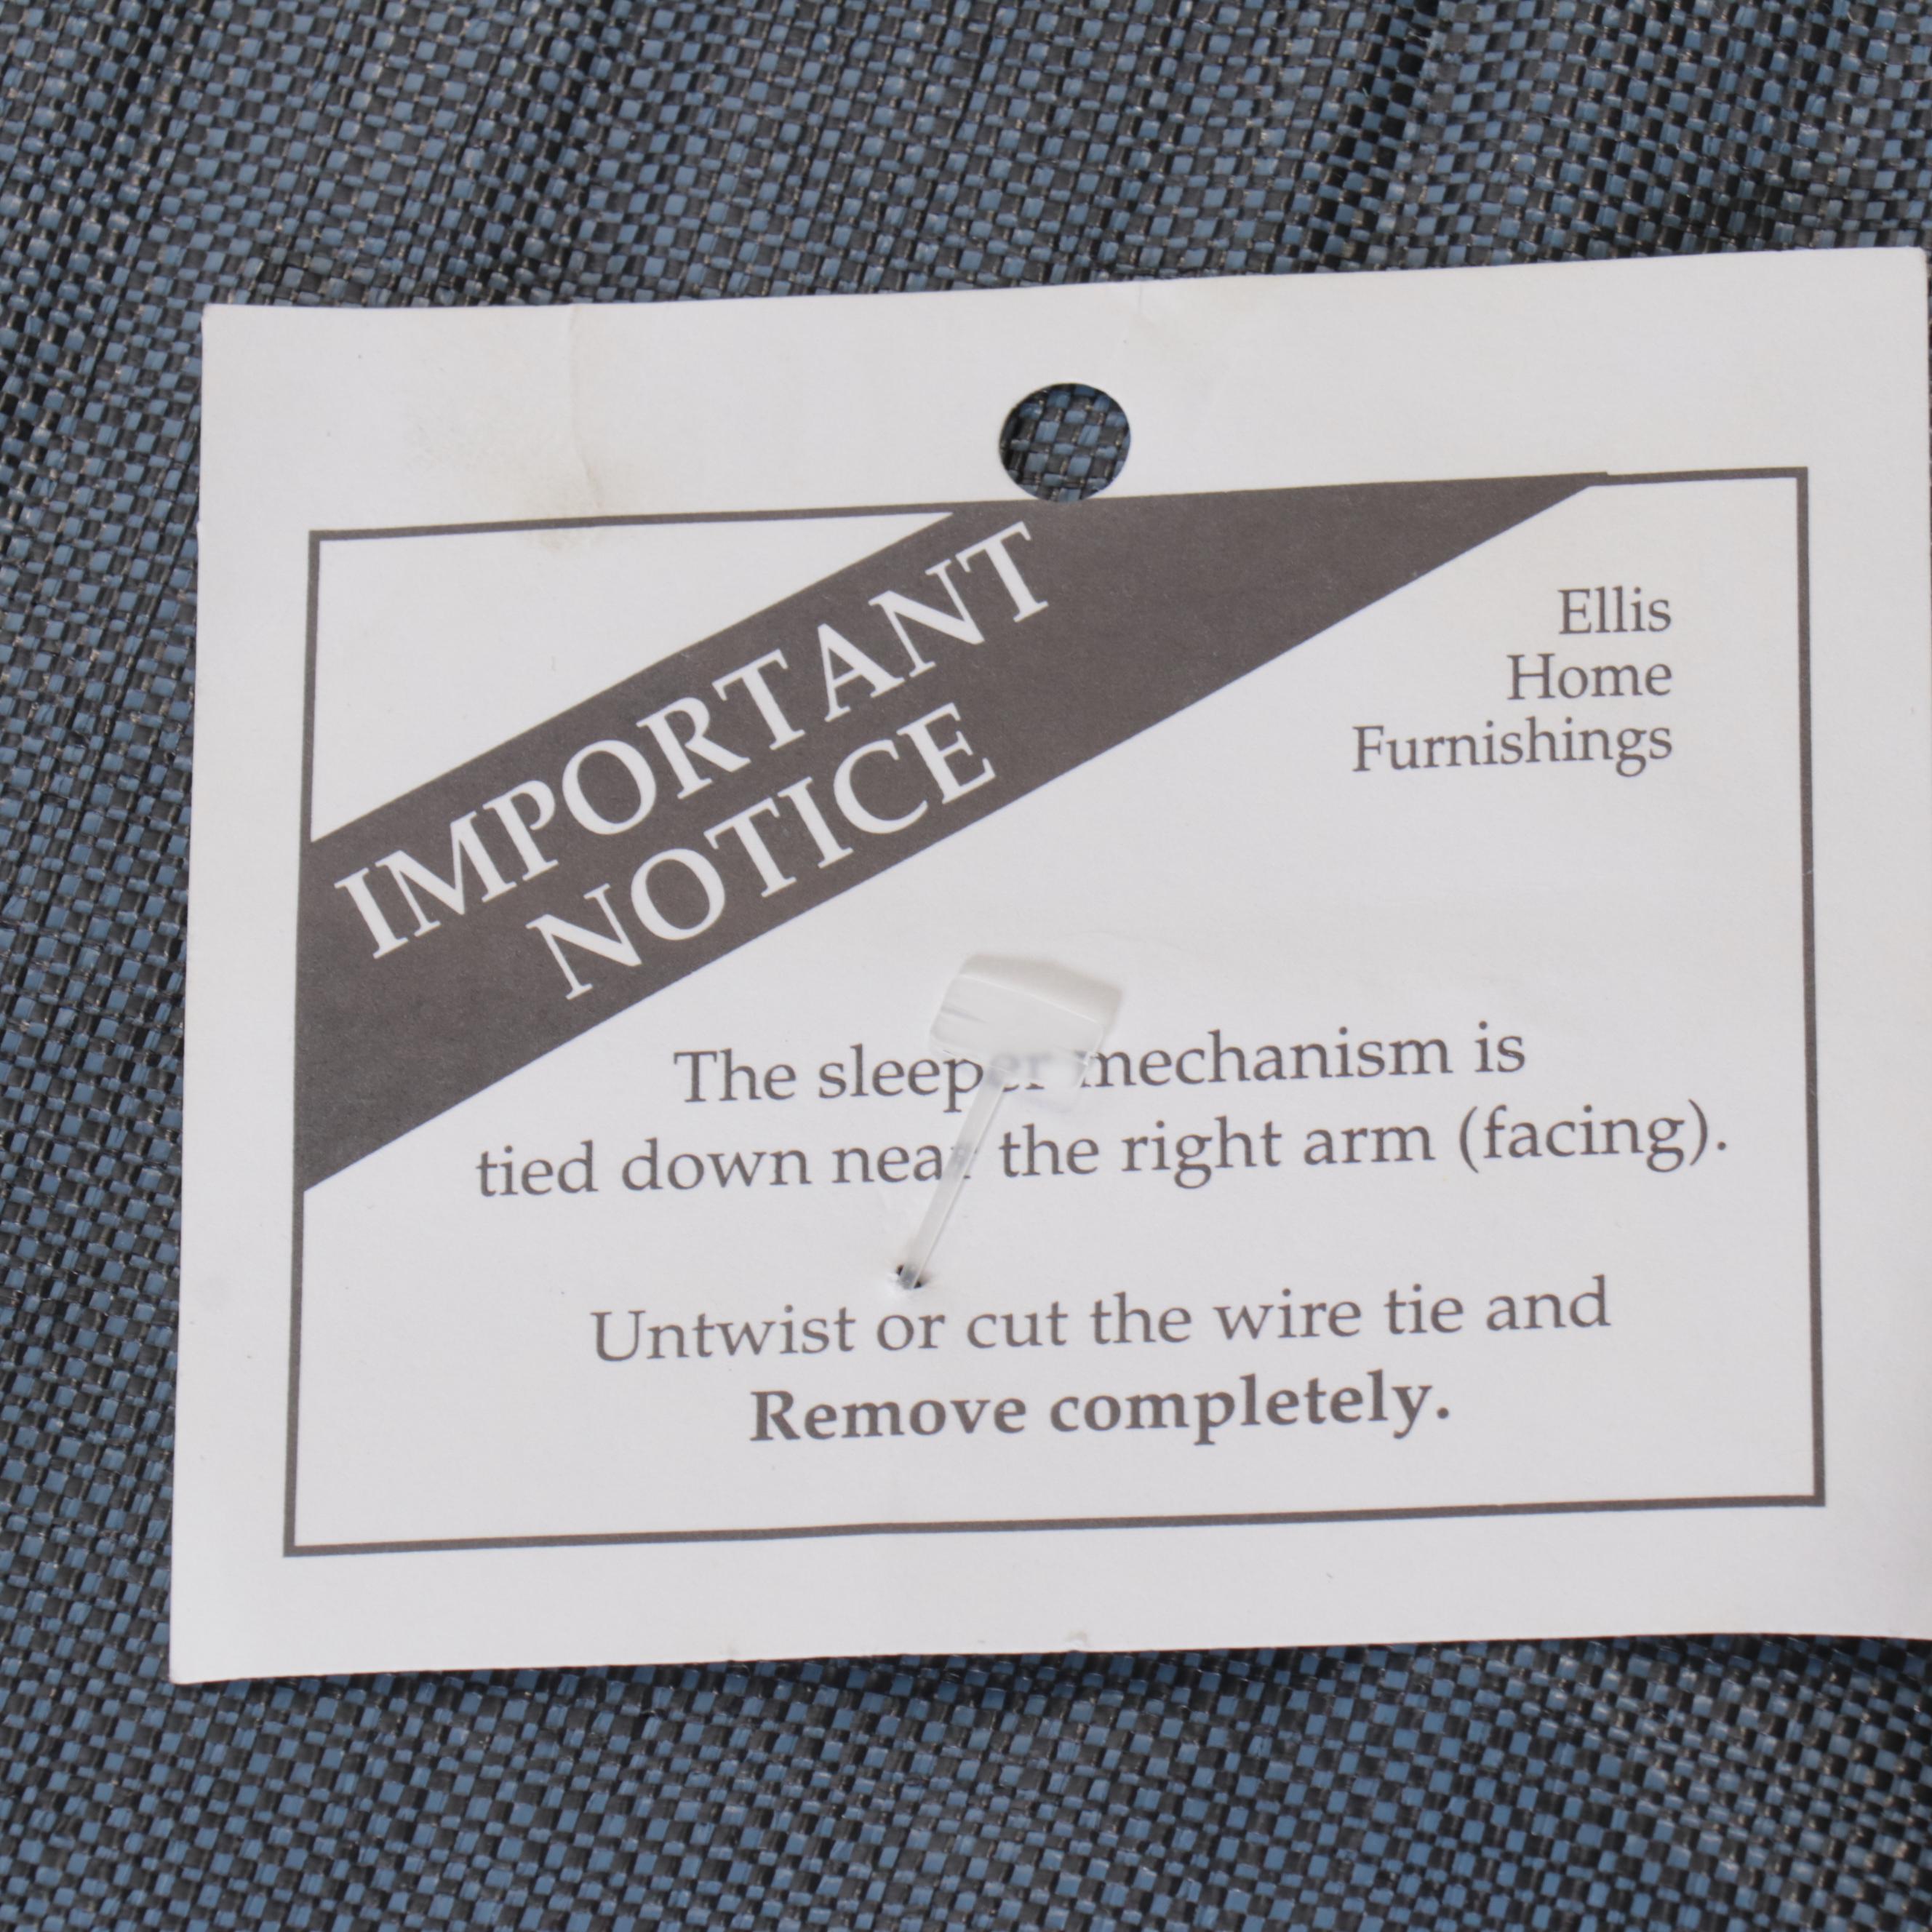 IMPORTANT
NOTICE
Ellis
Home
Furnishings
The sleeper mechanism is
tied down near the right arm (facing).
Untwist or cut the wire tie and
Remove completely.